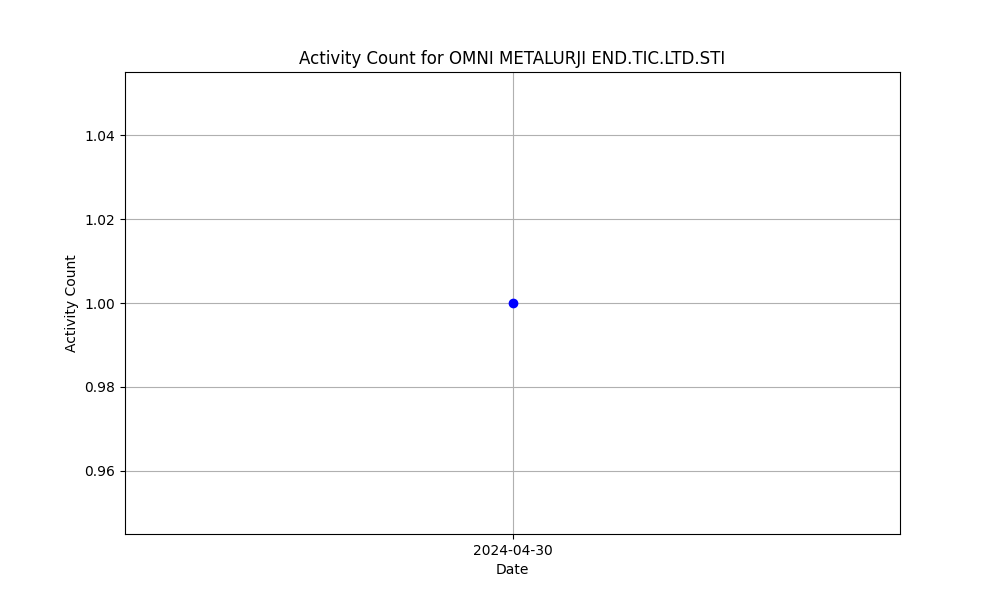 Activity Count for OMNI METALURJI END.TIC.LTD.STI
1.04
1.02
1.00
0.98
0.96
Activity Count
2024-04-30
Date